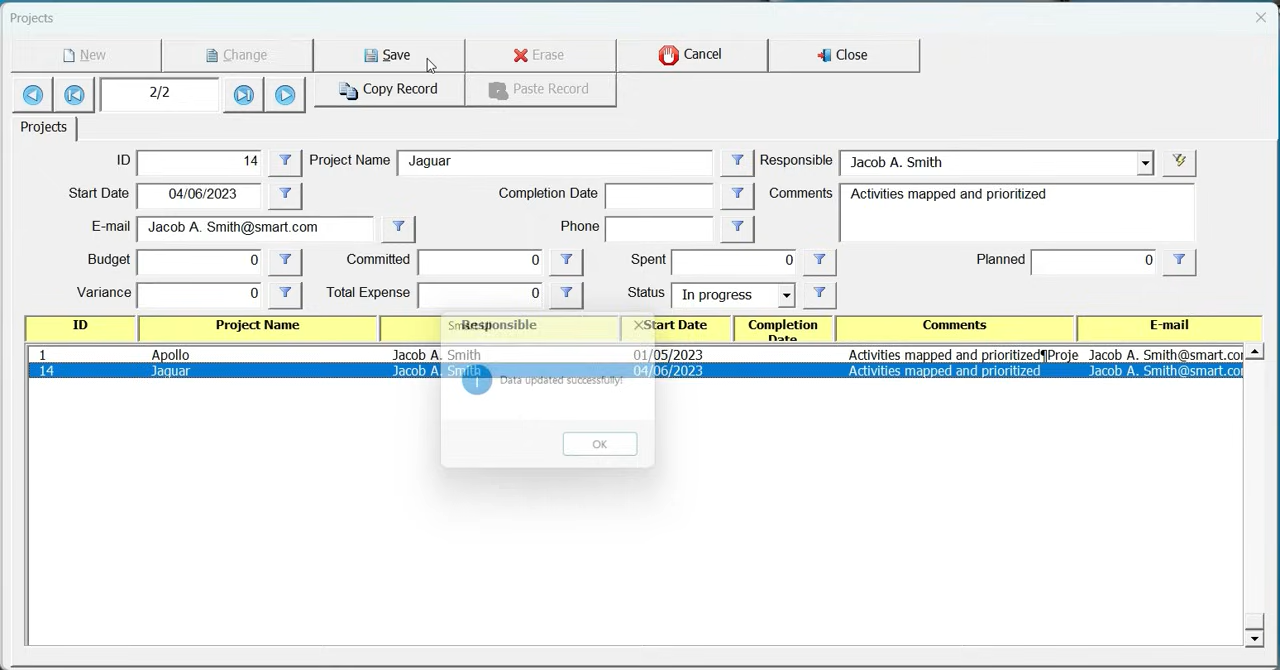 Projects
New Change Save Erase Cancel Close
2/2 Copy Record Paste Record
Projects
ID 14 Project Name Jaguar Responsible Jacob A. Smith
Start Date 04/06/2023 Completion Date Comments Activities mapped and prioritized
E-mail Jacob A. Smith@smart.com Phone
Budget 0 Committed 0 Spent 0 Planned 0
Variance 0 Total Expense 0 Status In progress
ID Project Name Responsible Start Date Completion Date Comments E-mail
1 Apollo Jacob A. Smith 01/05/2023 Activities mapped and prioritized¶Proje Jacob A. Smith@smart.co
14 Jaguar Jacob A. Smith 04/06/2023 Activities mapped and prioritized Jacob A. Smith@smart.co
Data updated successfully!
OK